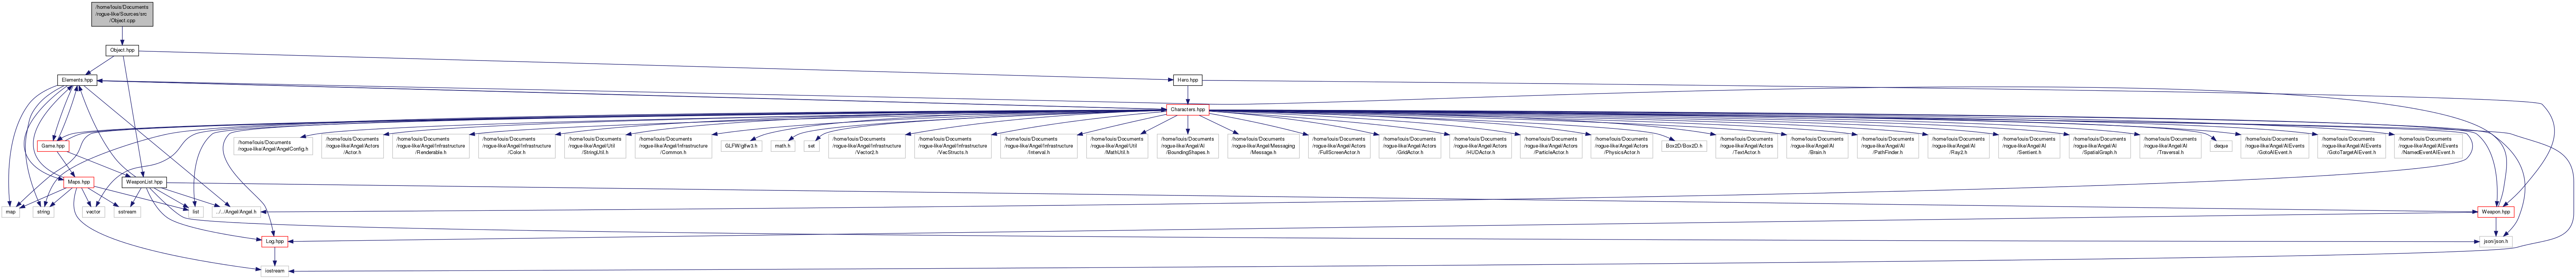 /home/louis/Documents
/rogue-like/Sources/src
/Object.cpp
Object.hpp
Elements.hpp
Hero.hpp
Characters.hpp
Game.hpp
/home/louis/Documents
/rogue-like/Angel/AngelConfig.h
/home/louis/Documents
/rogue-like/Angel/Actors
/Actor.h
/home/louis/Documents
/rogue-like/Angel/Infrastructure
/Renderable.h
/home/louis/Documents
/rogue-like/Angel/Infrastructure
/Color.h
/home/louis/Documents
/rogue-like/Angel/Util
/StringUtil.h
/home/louis/Documents
/rogue-like/Angel/Infrastructure
/Common.h
GLFW/glfw3.h
math.h
set
/home/louis/Documents
/rogue-like/Angel/Infrastructure
/Vector2.h
/home/louis/Documents
/rogue-like/Angel/Infrastructure
/VecStructs.h
/home/louis/Documents
/rogue-like/Angel/Infrastructure
/Interval.h
/home/louis/Documents
/rogue-like/Angel/Util
/MathUtil.h
/home/louis/Documents
/rogue-like/Angel/AI
/BoundingShapes.h
/home/louis/Documents
/rogue-like/Angel/Messaging
/Message.h
/home/louis/Documents
/rogue-like/Angel/Actors
/FullScreenActor.h
/home/louis/Documents
/rogue-like/Angel/Actors
/GridActor.h
/home/louis/Documents
/rogue-like/Angel/Actors
/HUDActor.h
/home/louis/Documents
/rogue-like/Angel/Actors
/ParticleActor.h
/home/louis/Documents
/rogue-like/Angel/Actors
/PhysicsActor.h
Box2D/Box2D.h
/home/louis/Documents
/rogue-like/Angel/Actors
/TextActor.h
/home/louis/Documents
/rogue-like/Angel/AI
/Brain.h
/home/louis/Documents
/rogue-like/Angel/AI
/PathFinder.h
/home/louis/Documents
/rogue-like/Angel/AI
/Ray2.h
/home/louis/Documents
/rogue-like/Angel/AI
/Sentient.h
/home/louis/Documents
/rogue-like/Angel/AI
/SpatialGraph.h
/home/louis/Documents
/rogue-like/Angel/AI
/Traversal.h
deque
/home/louis/Documents
/rogue-like/Angel/AIEvents
/GotoAIEvent.h
/home/louis/Documents
/rogue-like/Angel/AIEvents
/GotoTargetAIEvent.h
/home/louis/Documents
/rogue-like/Angel/AIEvents
/NamedEventAIEvent.h
Maps.hpp
WeaponList.hpp
map
string
vector
sstream
list
../../Angel/Angel.h
Weapon.hpp
Log.hpp
json/json.h
iostream